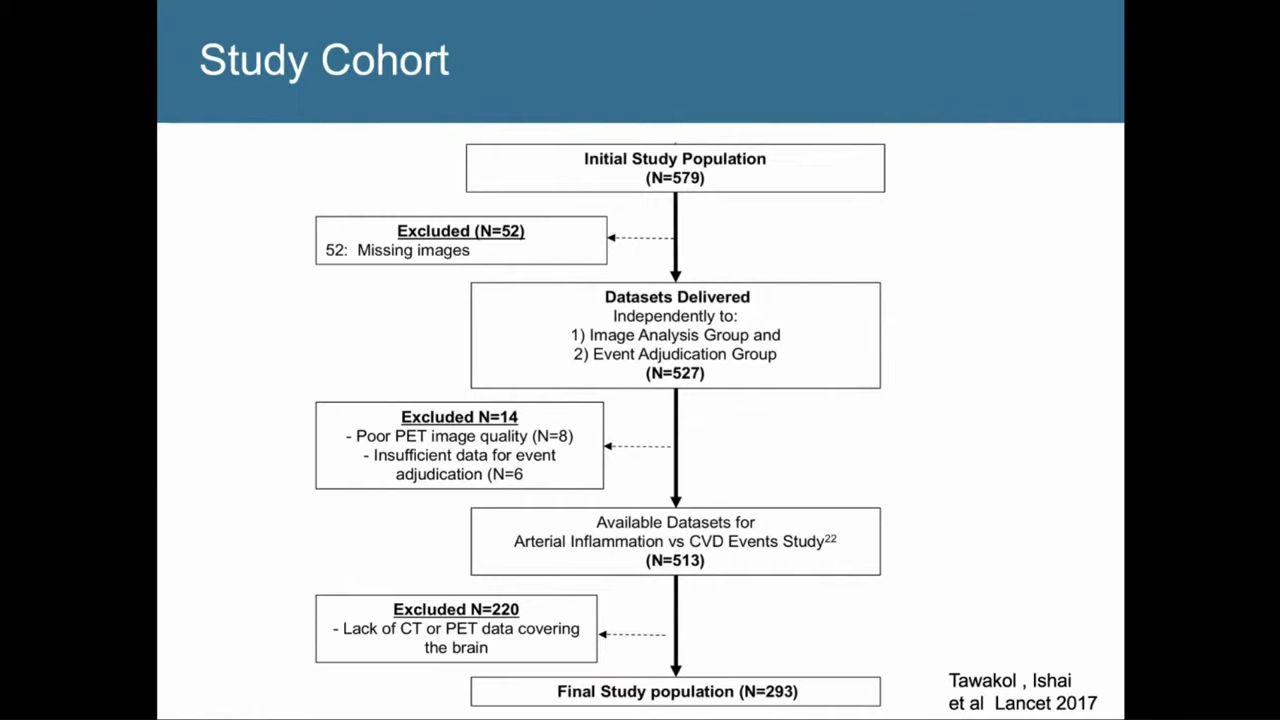 Study Cohort
Initial Study Population
(N=579)
Excluded (N=52)
52:  Missing images
Datasets Delivered
Independently to:
1) Image Analysis Group and
2) Event Adjudication Group
(N=527)
Excluded N=14
- Poor PET image quality (N=8)
- Insufficient data for event
adjudication (N=6
Available Datasets for
Arterial Inflammation vs CVD Events Study²²
(N=513)
Excluded N=220
- Lack of CT or PET data covering
the brain
Final Study population (N=293)
Tawakol , Ishai
et al  Lancet 2017